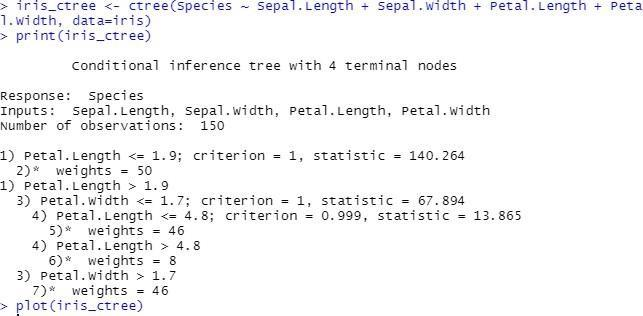 > iris_ctree <- ctree(Species ~ Sepal.Length + Sepal.Width + Petal.Length + Peta
l.Width, data=iris)
> print(iris_ctree)
Conditional inference tree with 4 terminal nodes
Response:  Species
Inputs:  Sepal.Length, Sepal.Width, Petal.Length, Petal.Width
Number of observations:  150
1) Petal.Length <= 1.9; criterion = 1, statistic = 140.264
2)*  weights = 50
1) Petal.Length > 1.9
3) Petal.Width <= 1.7; criterion = 1, statistic = 67.894
4) Petal.Length <= 4.8; criterion = 0.999, statistic = 13.865
5)*  weights = 46
4) Petal.Length > 4.8
6)*  weights = 8
3) Petal.Width > 1.7
7)*  weights = 46
> plot(iris_ctree)